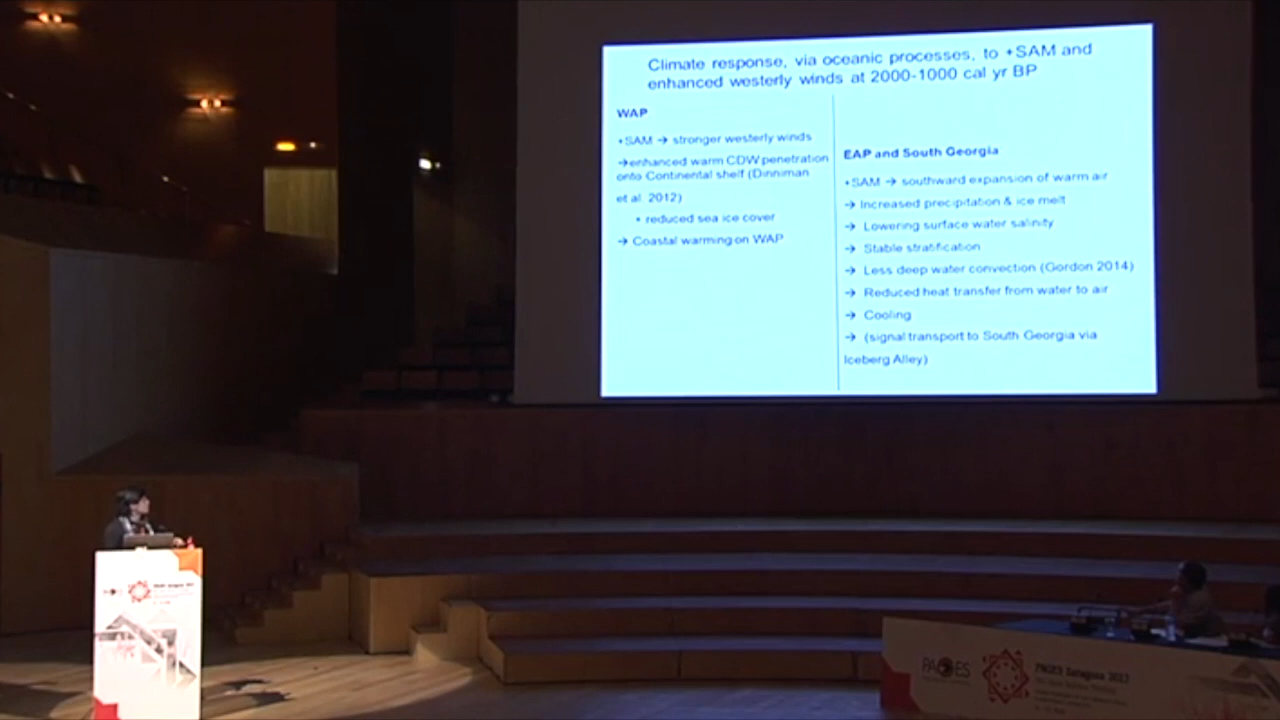 Climate response, via oceanic processes, to +SAM and
enhanced westerly winds at 2000-1000 cal yr BP
WAP
+SAM → stronger westerly winds
→enhanced warm CDW penetration
onto Continental shelf (Dinniman
et al. 2012)
+ reduced sea ice cover
→ Coastal warming on WAP
EAP and South Georgia
+SAM → southward expansion of warm air
→ Increased precipitation & ice melt
→ Lowering surface water salinity
→ Stable stratification
→ Less deep water convection (Gordon 2014)
→ Reduced heat transfer from water to air
→ Cooling
→ (signal transport to South Georgia via
Iceberg Alley)
PAGES
PAGES Zaragoza 2017